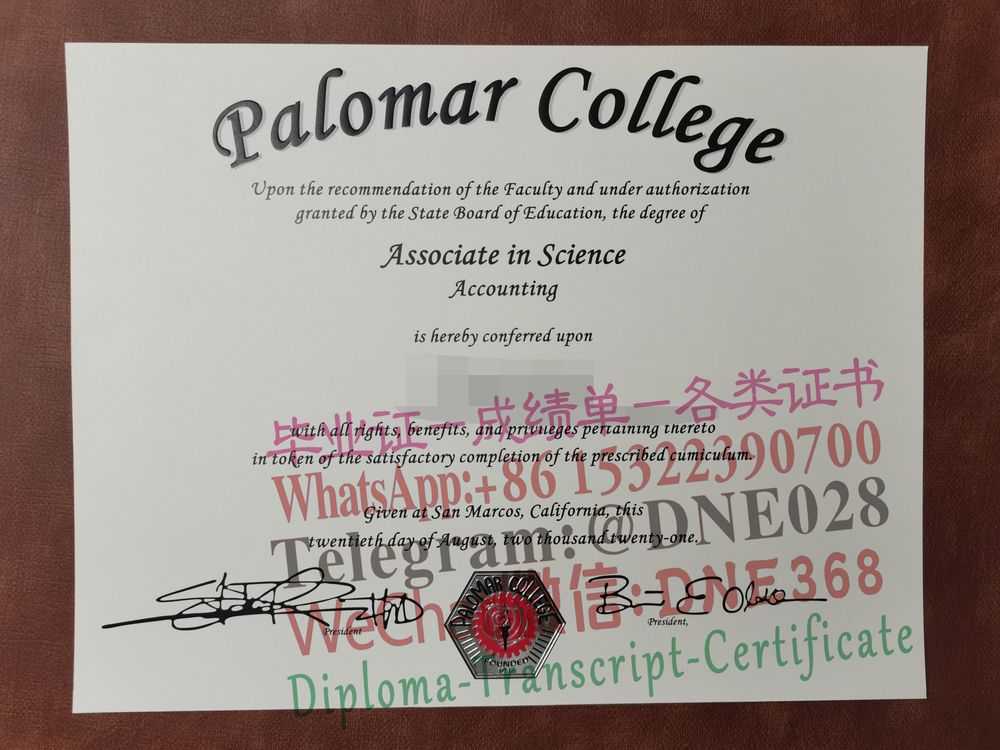 Palomar College
Upon the recommendation of the Faculty and under authorization
granted by the State Board of Education, the degree of
Associate in Science
Accounting
is hereby conferred upon
毕业证—成绩单—各类证书
with all rights, benefits, and privileges pertaining thereto
in token of the satisfactory completion of the prescribed cumiculum.
WhatsApp:+86 15322390700
Given at San Marcos, California, this
Telegram:@DNE028
twentieth day of August, two thousand twenty-one.
WeChat微信:DNE368
President
President,
PALOMAR COLLEGE
FOUNDED
Diploma-Transcript-Certificate